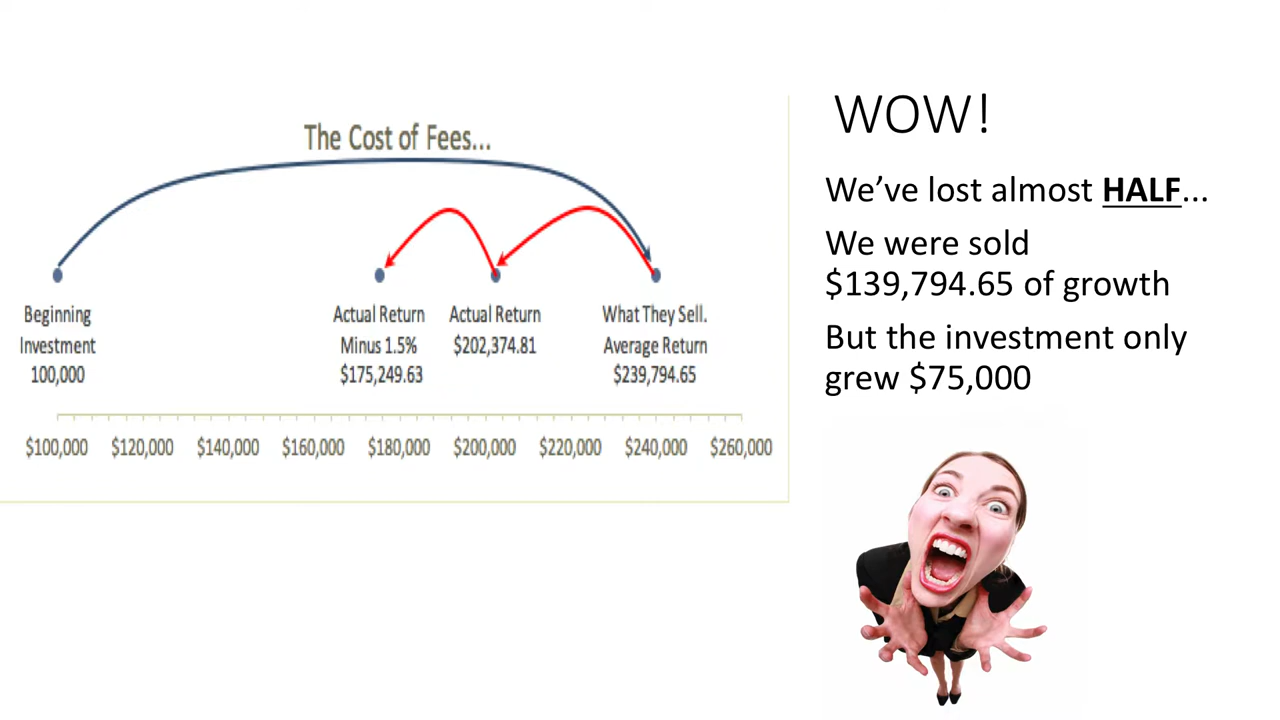 The Cost of Fees...
Beginning
Investment
100,000
Actual Return
Minus 1.5%
$175,249.63
Actual Return
$202,374.81
What They Sell.
Average Return
$239,794.65
$100,000 $120,000 $140,000 $160,000 $180,000 $200,000 $220,000 $240,000 $260,000
WOW!
We’ve lost almost HALF...
We were sold
$139,794.65 of growth
But the investment only
grew $75,000